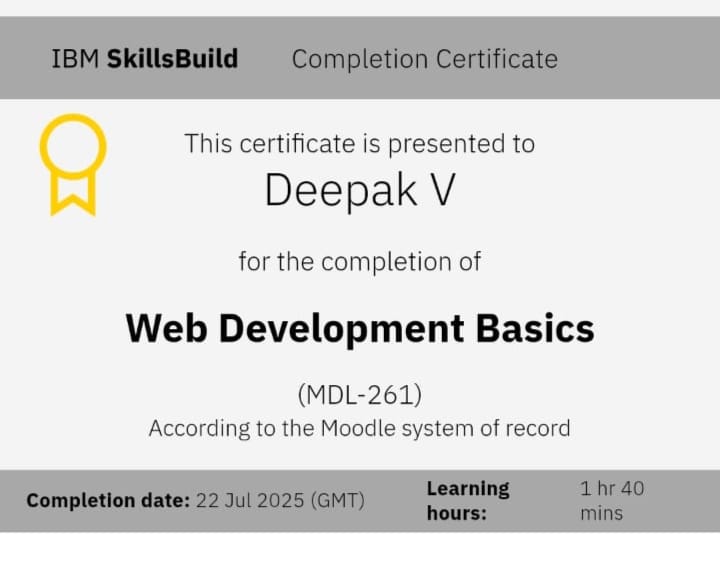 IBM SkillsBuild Completion Certificate
This certificate is presented to
Deepak V
for the completion of
Web Development Basics
(MDL-261)
According to the Moodle system of record
Completion date: 22 Jul 2025 (GMT)
Learning hours:
1 hr 40 mins